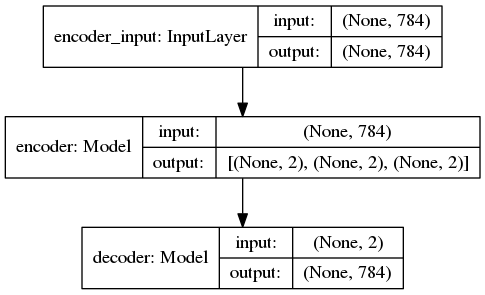 encoder_input: InputLayer
input: (None, 784)
output: (None, 784)
encoder: Model
input: (None, 784)
output: [(None, 2), (None, 2), (None, 2)]
decoder: Model
input: (None, 2)
output: (None, 784)